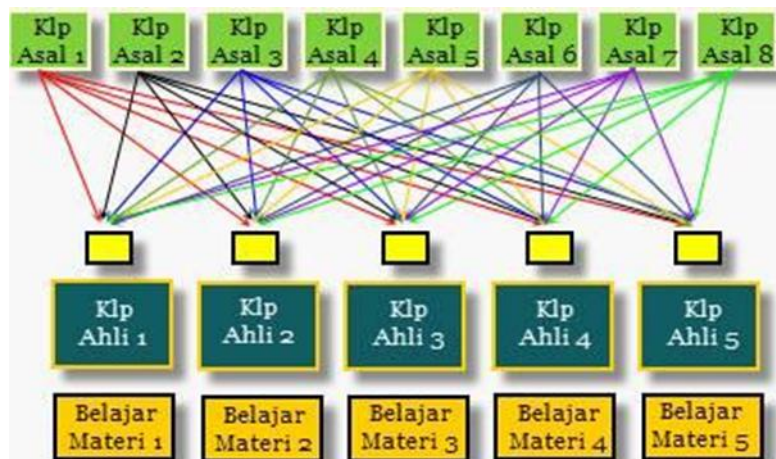 Klp
Asal 1
Klp
Asal 2
Klp
Asal 3
Klp
Asal 4
Klp
Asal 5
Klp
Asal 6
Klp
Asal 7
Klp
Asal 8
Klp
Ahli 1
Klp
Ahli 2
Klp
Ahli 3
Klp
Ahli 4
Klp
Ahli 5
Belajar
Materi 1
Belajar
Materi 2
Belajar
Materi 3
Belajar
Materi 4
Belajar
Materi 5